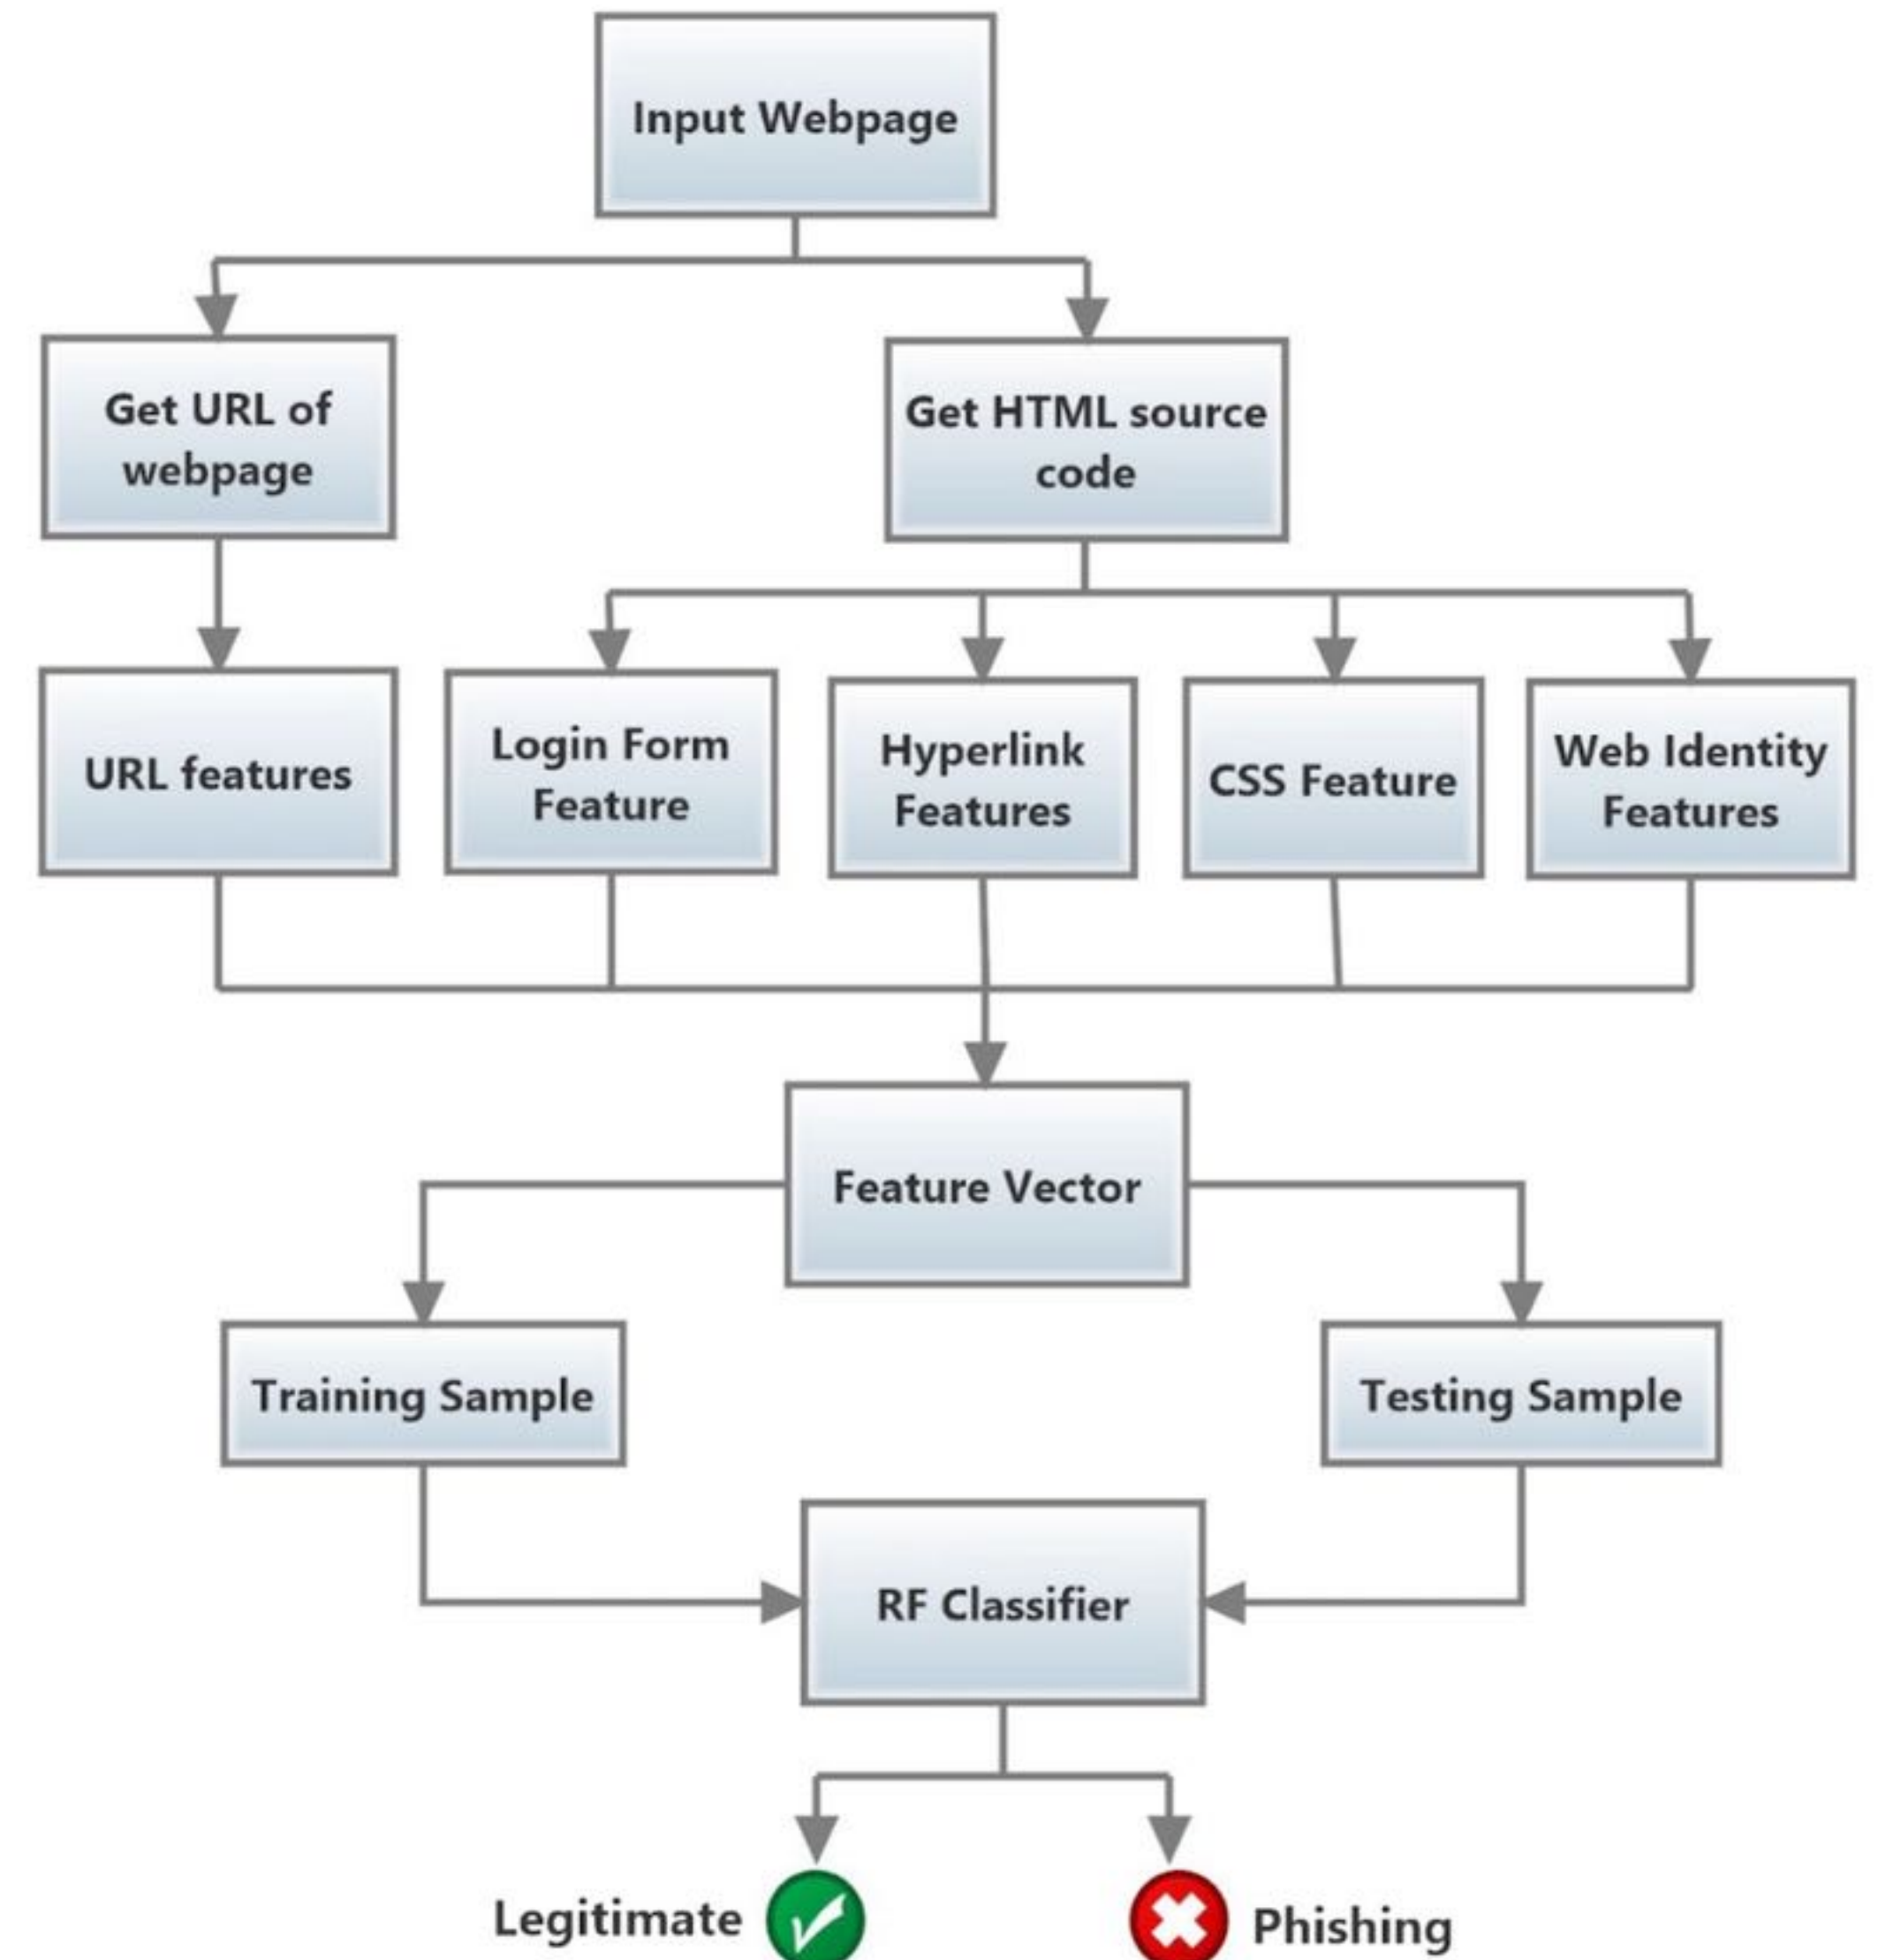 Input Webpage
Get URL of
webpage
Get HTML source
code
URL features
Login Form
Feature
Hyperlink
Features
CSS Feature
Web Identity
Features
Feature Vector
Training Sample
Testing Sample
RF Classifier
Legitimate
Phishing